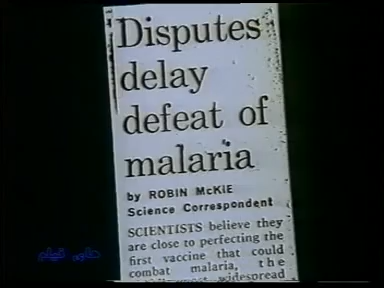 Disputes
delay
defeat of
malaria
by ROBIN McKIE
Science Correspondent
SCIENTISTS believe they
are close to perfecting the
first vaccine that could
combat malaria, the
widespread